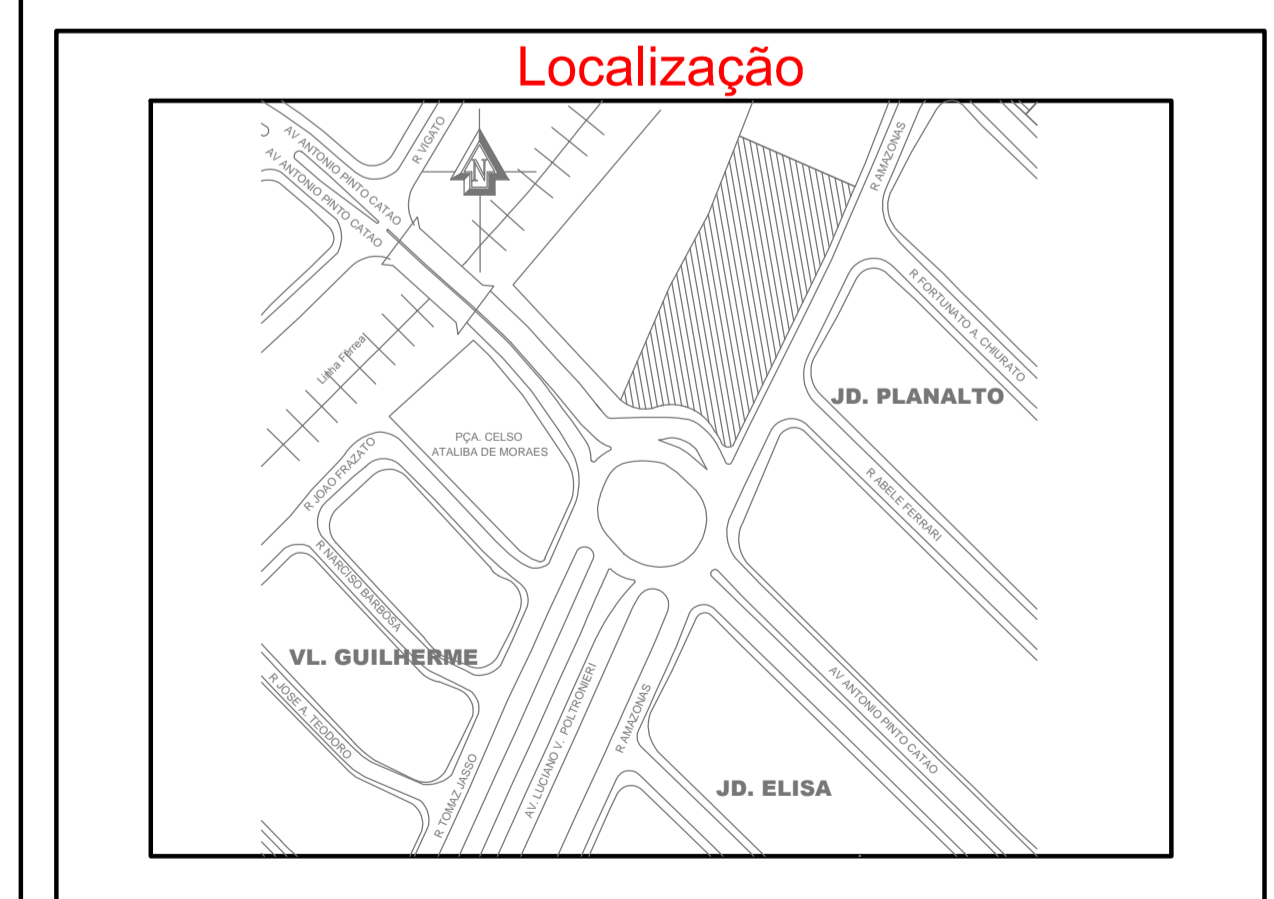 Localização
AV ANTONIO PINTO CATAO
AV ANTONIO PINTO CATAO
R VIGATO
N
R AMAZONAS
R FORTUNATO A. CHIURATO
Linha Férreal
JD. PLANALTO
PÇA. CELSO
ATALIBA DE MORAES
R JOAO FRAZATO
R ABELE FERRARI
R NARCISO BARBOSA
VL. GUILHERME
R JOSE A. TEODORO
R TOMAZ JASSO
AV. LUCIANO V. POLTRONIERI
R AMAZONAS
AV ANTONIO PINTO CATAO
JD. ELISA